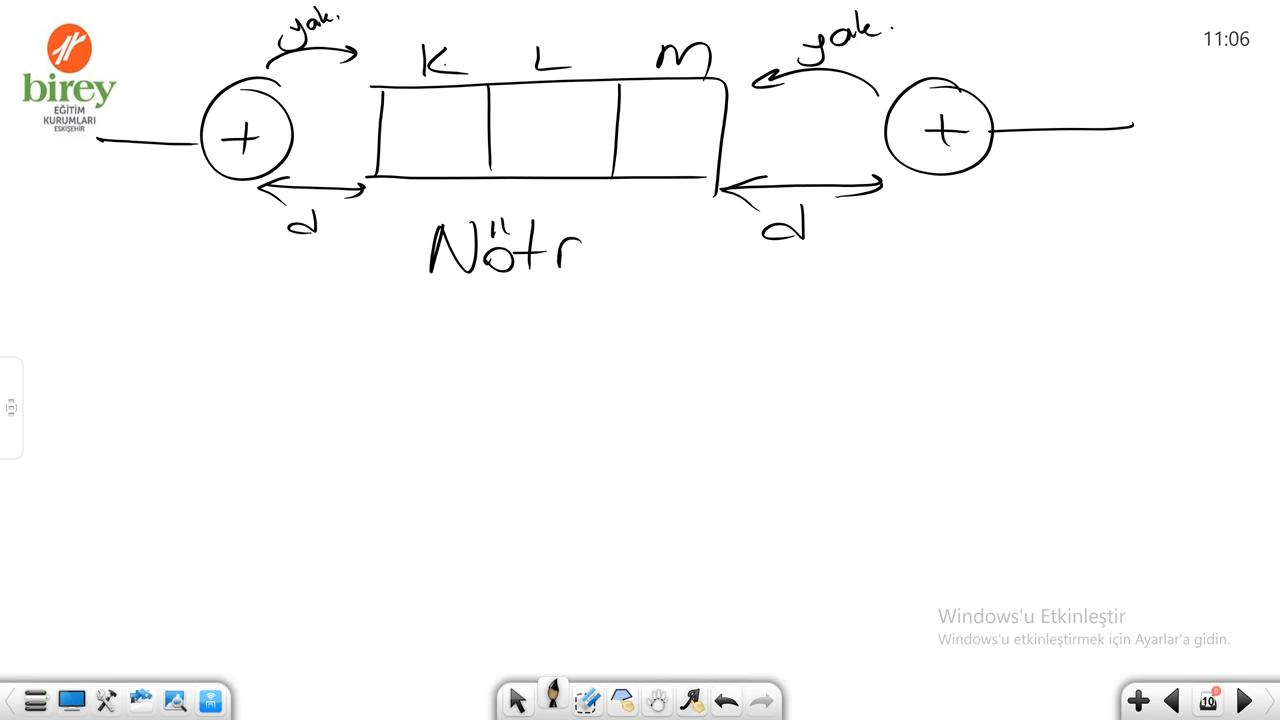 yak.
K L M
yak.
11:06
birey
EĞİTİM
KURUMLARI
ESKİŞEHİR
+
+
d
d
Nötr
Windows'u Etkinleştir
Windows'u etkinleştirmek için Ayarlar'a gidin.
10